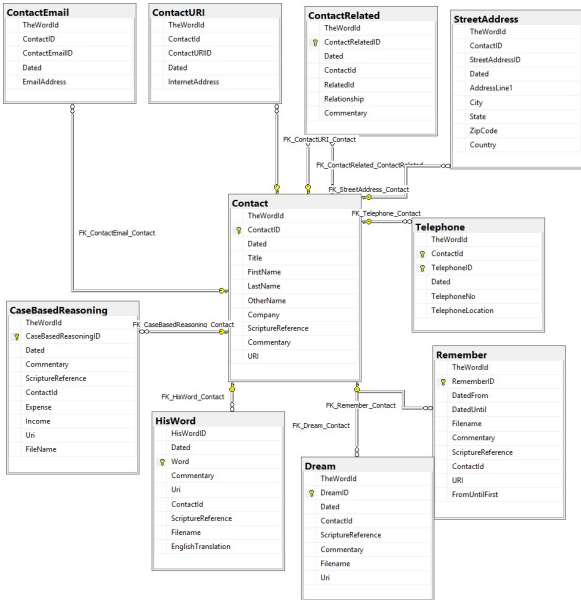 ContactEmail
TheWordId
ContactID
ContactEmailID
Dated
EmailAddress
ContactURI
TheWordId
ContactId
ContactURIID
Dated
InternetAddress
ContactRelated
TheWordId
ContactRelatedID
Dated
ContactId
RelatedId
Relationship
Commentary
StreetAddress
TheWordId
ContactID
StreetAddressID
Dated
AddressLine1
City
State
ZipCode
Country
FK_ContactURI_Contact
FK_ContactRelated_ContactRelated
FK_StreetAddress_Contact
FK_Telephone_Contact
FK_ContactEmail_Contact
Contact
TheWordId
ContactID
Dated
Title
FirstName
LastName
OtherName
Company
ScriptureReference
Commentary
URI
Telephone
TheWordId
ContactId
TelephoneID
Dated
TelephoneNo
TelephoneLocation
CaseBasedReasoning
TheWordId
CaseBasedReasoningID
Dated
Commentary
ScriptureReference
ContactId
Expense
Income
Uri
FileName
FK_CaseBasedReasoning_Contact
Remember
TheWordId
RememberID
DatedFrom
DatedUntil
Filename
Commentary
ScriptureReference
ContactId
URI
FromUntilFirst
FK_HisWord_Contact
FK_Remember_Contact
FK_Dream_Contact
HisWord
HisWordID
Dated
Word
Commentary
Uri
ContactId
ScriptureReference
Filename
EnglishTranslation
Dream
TheWordId
DreamID
Dated
ContactId
ScriptureReference
Commentary
Filename
Uri